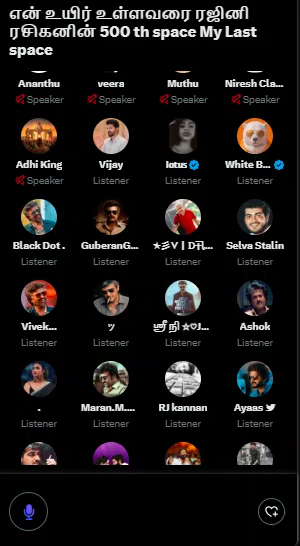 என் உயிர் உள்ளவரை ரஜினி
ரசிகனின் 500 th space My Last
space
Ananthu veera Muthu Niresh Cla...
Speaker Speaker Speaker Speaker
Adhi King Vijay lotus White B...
Speaker Listener Listener Listener
Black Dot . GuberanG... Selva Stalin
Listener Listener Listener Listener
Vivek... ッ ஸ்ரீ நி ☆♡J... Ashok
Listener Listener Listener Listener
. Maran.M.... RJ kannan Ayaas
Listener Listener Listener Listener